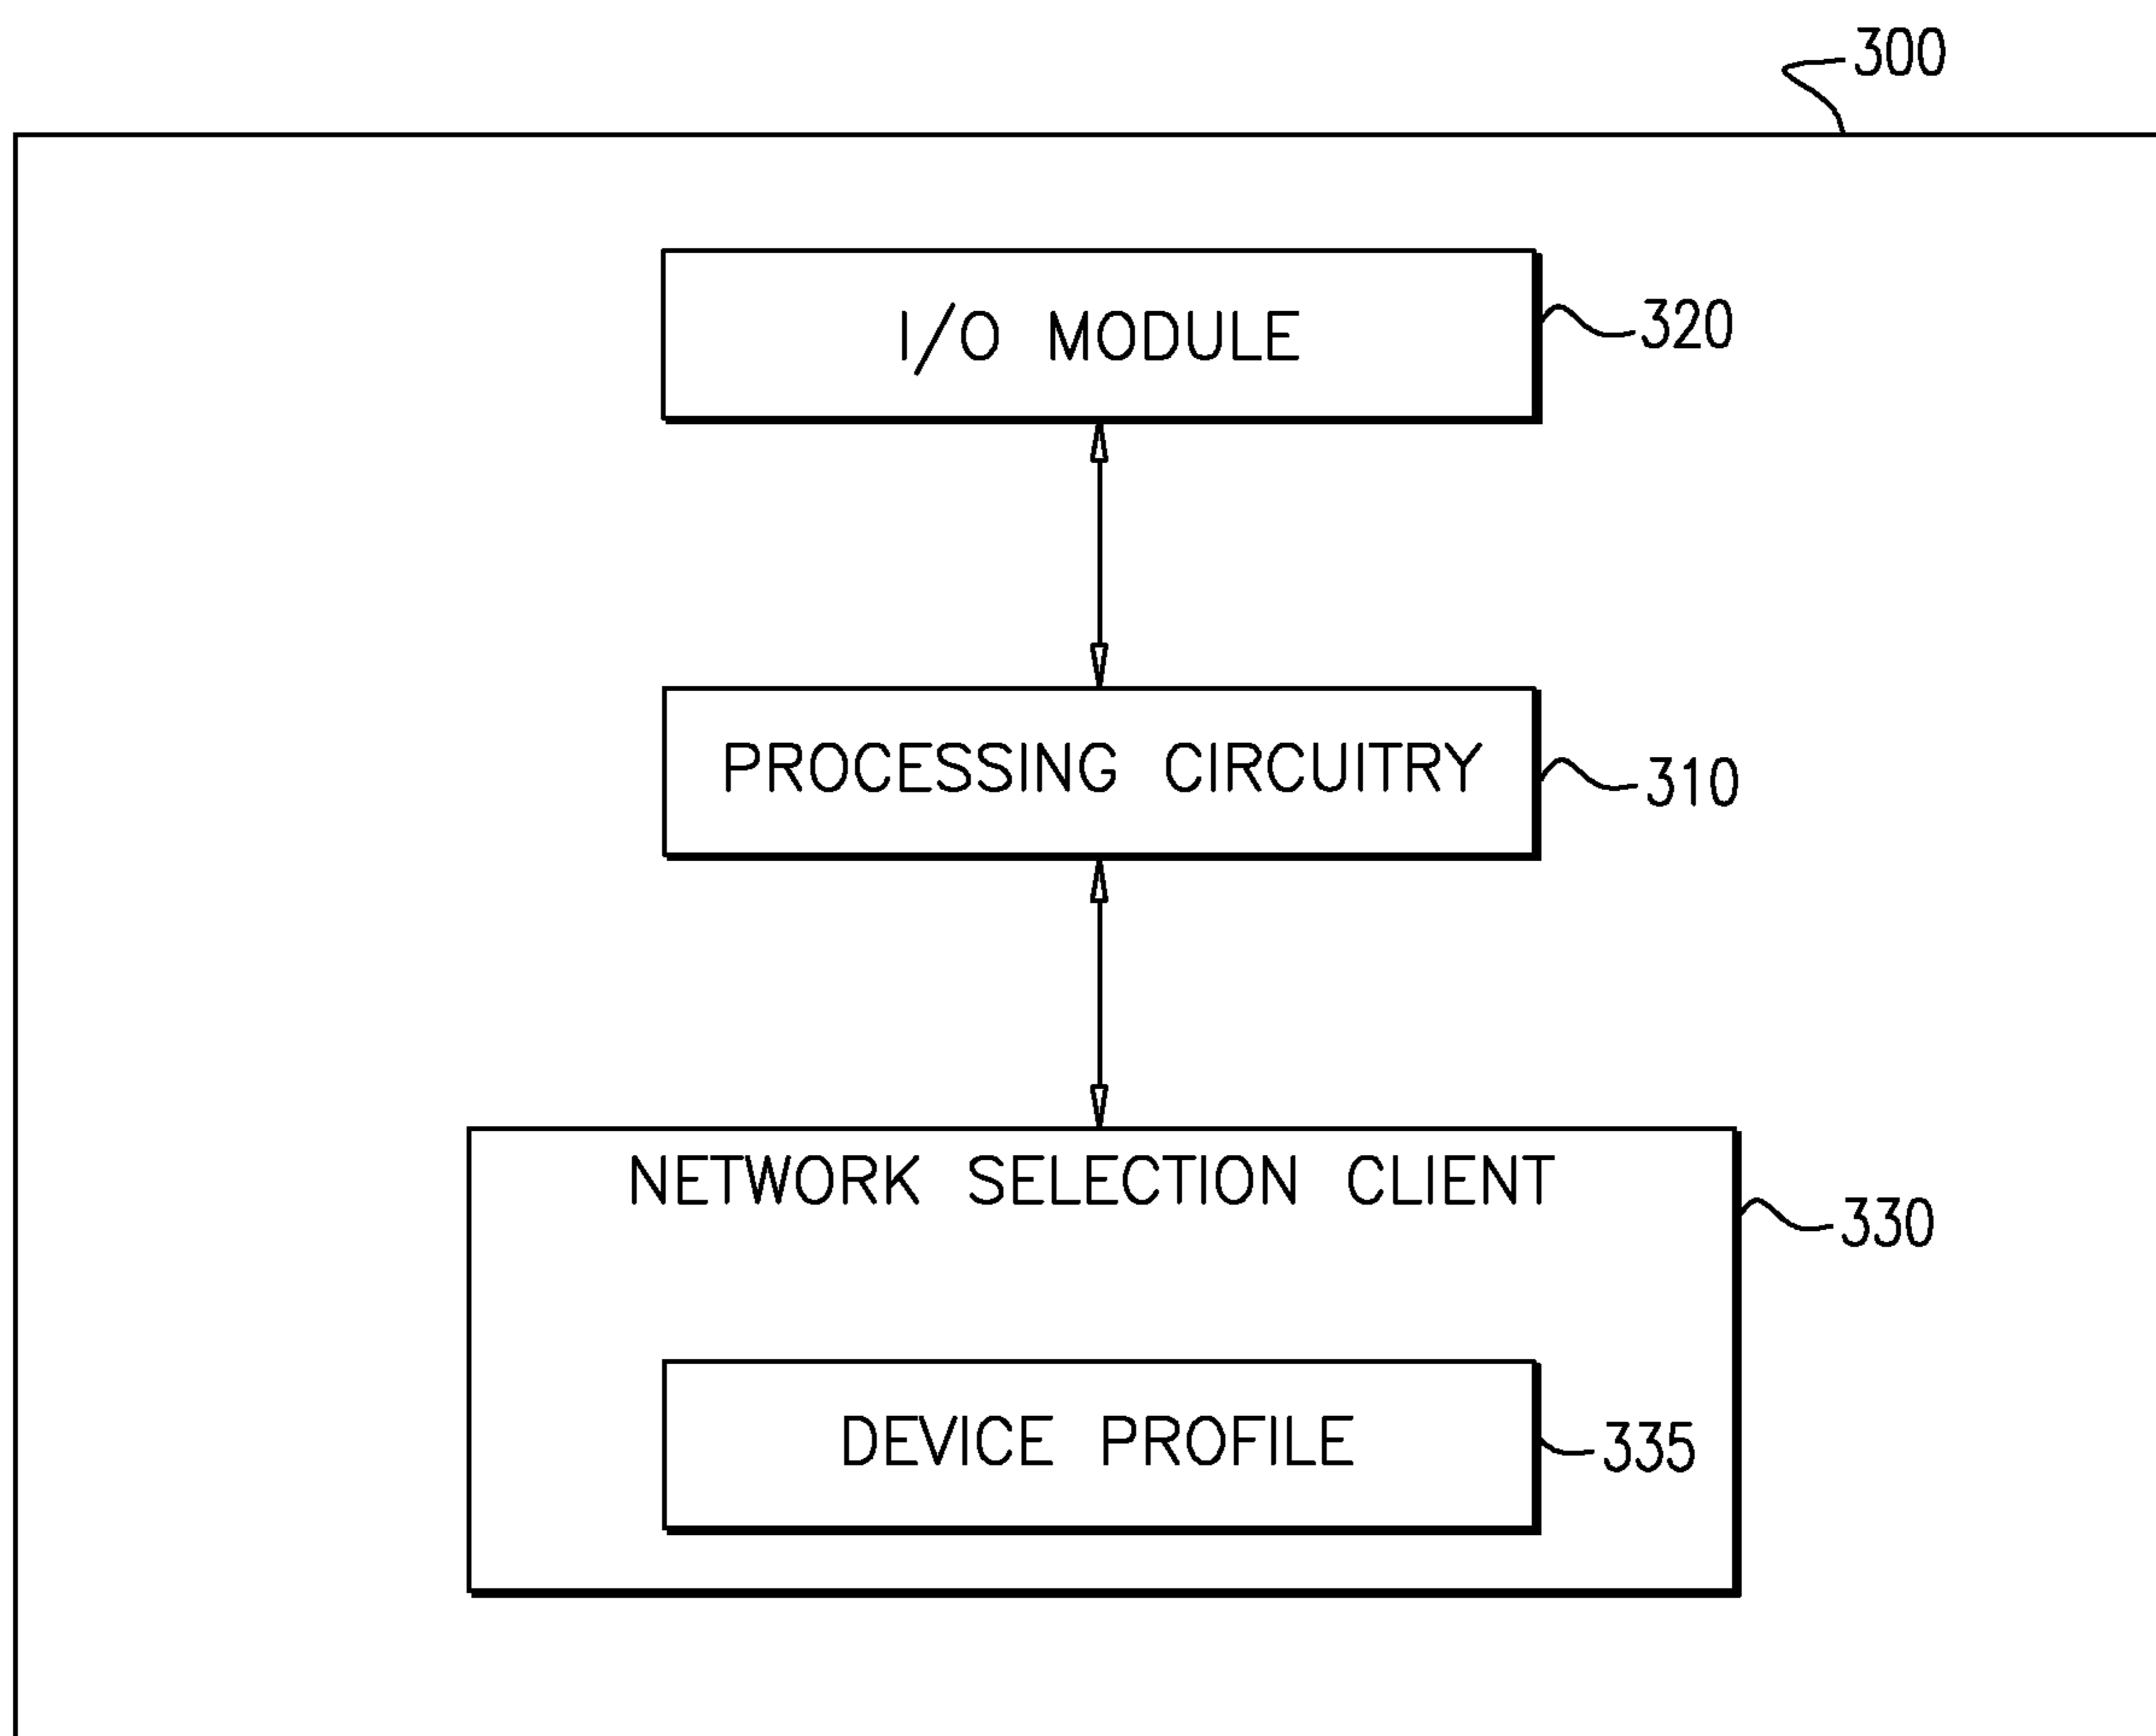 300
I/O MODULE
320
PROCESSING CIRCUITRY
310
NETWORK SELECTION CLIENT
330
DEVICE PROFILE
335